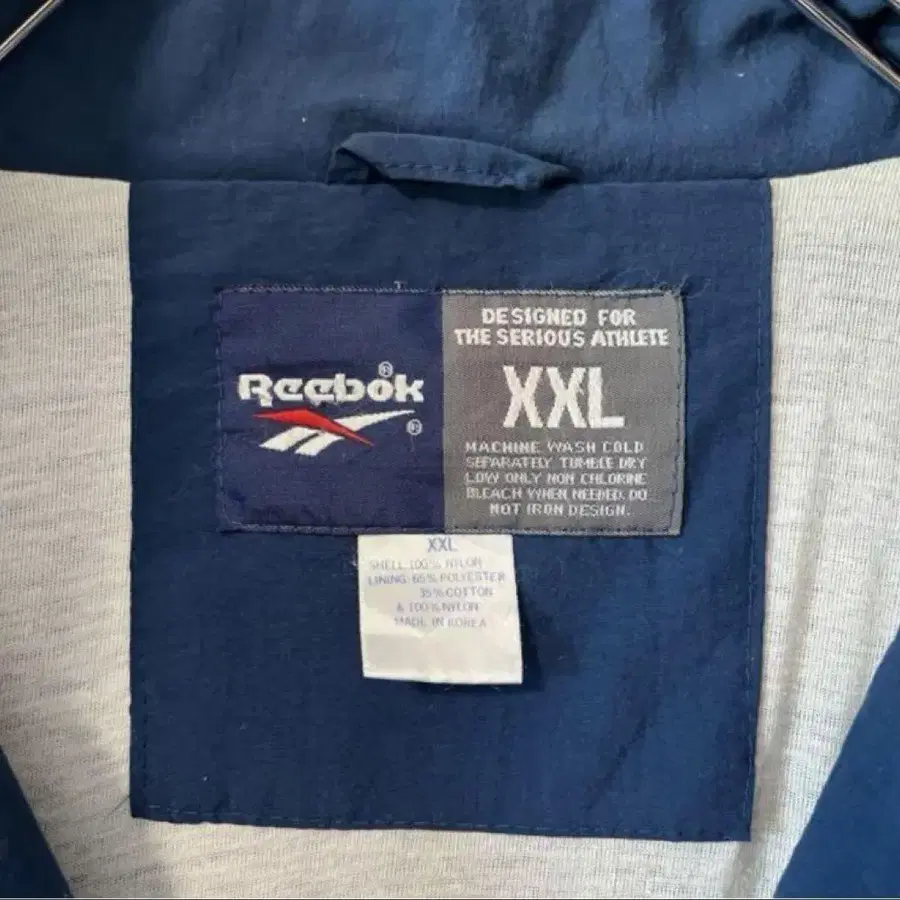 Reebok®
®
DESIGNED FOR
THE SERIOUS ATHLETE
XXL
MACHINE WASH COLD
SEPARATELY TUMBLE DRY
LOW ONLY NON CHLORINE
BLEACH WHEN NEEDED. DO
NOT IRON DESIGN.
XXL
SHELL 100% NYLON
LINING 65% POLYESTER
35% COTTON
& 100% NYLON
MADE IN KOREA